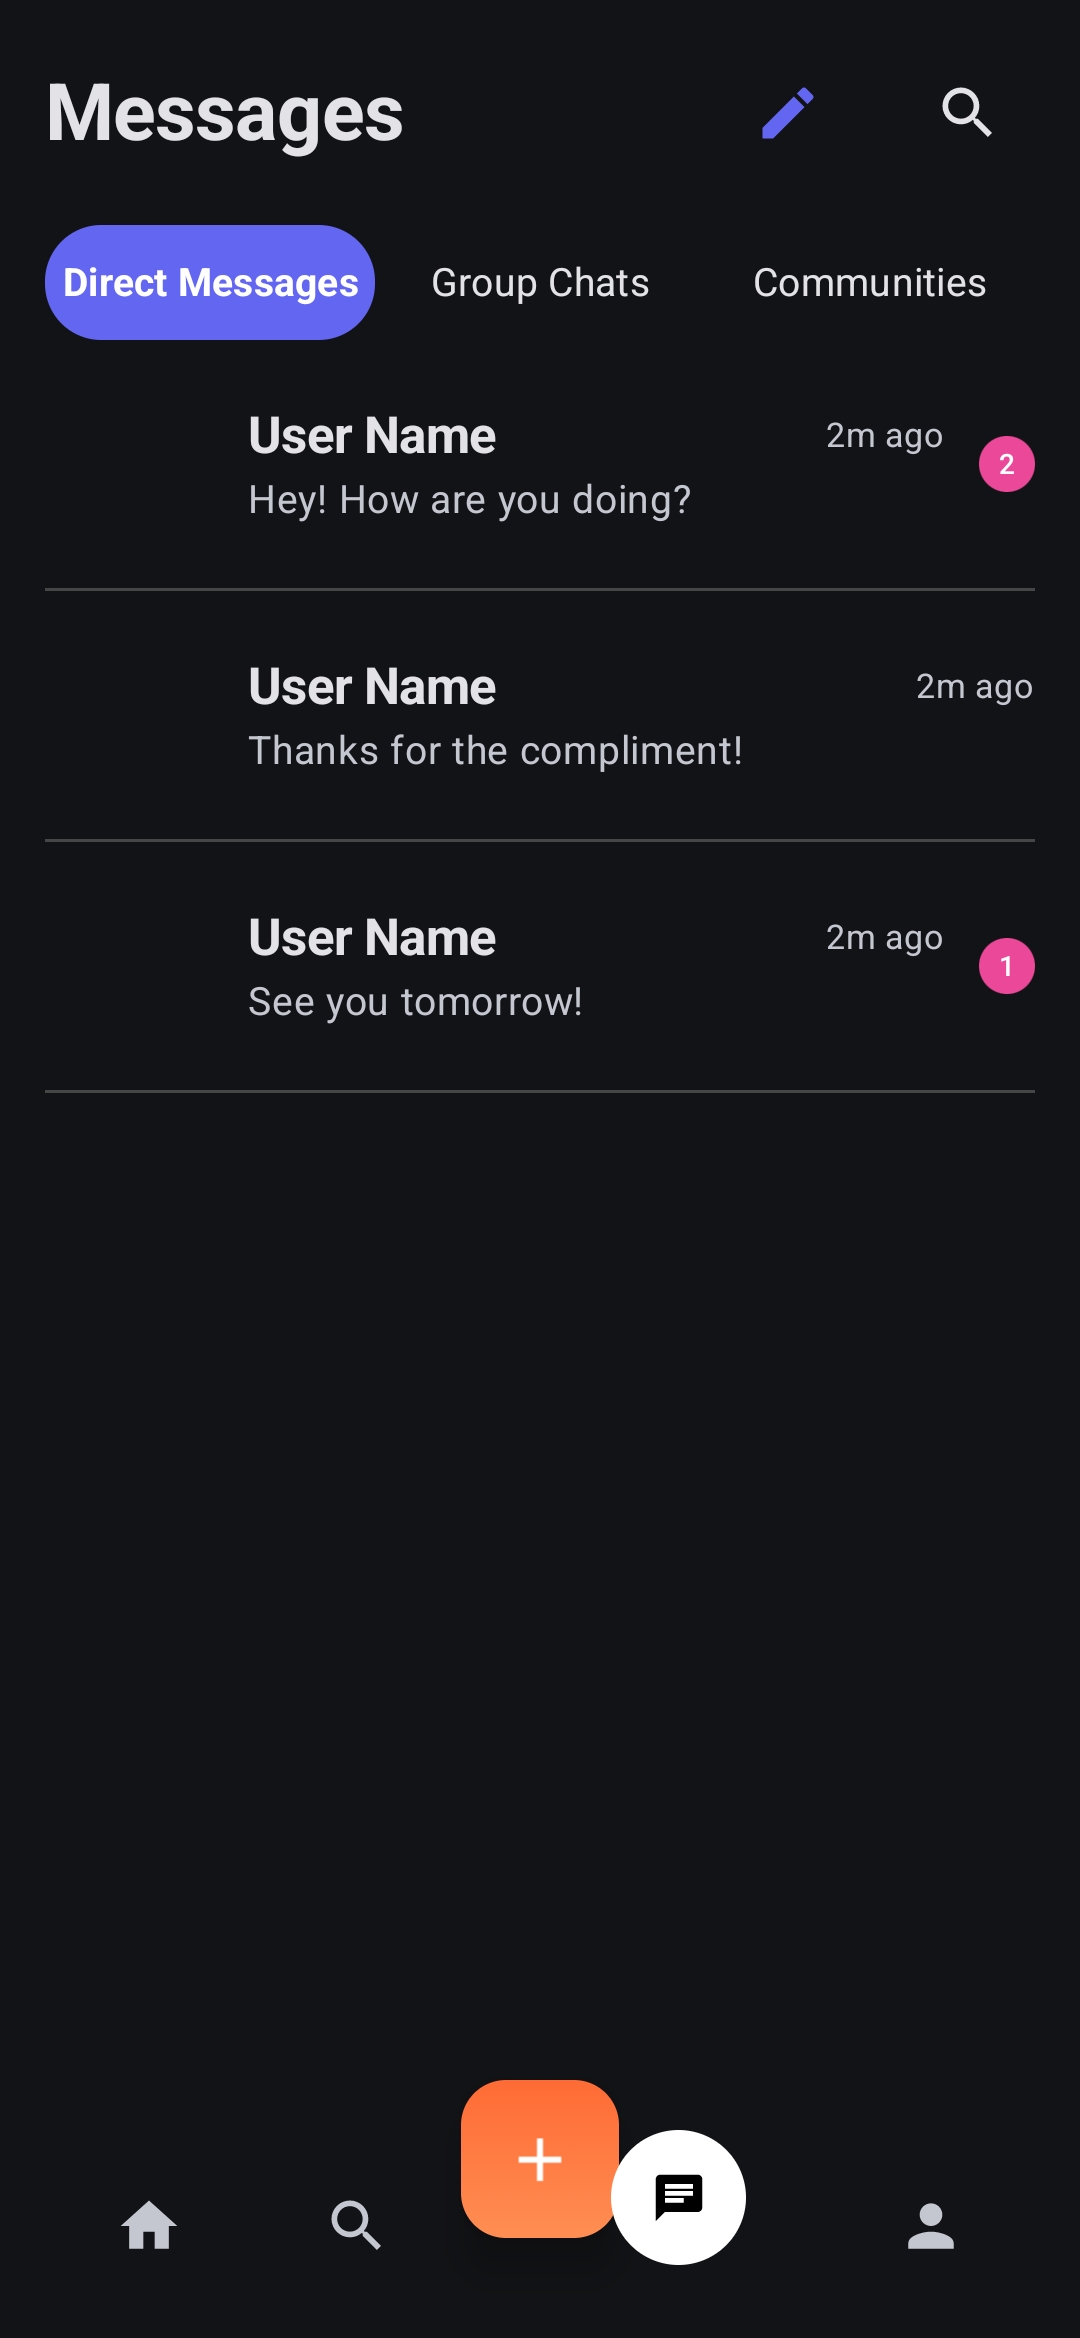 Messages
Direct Messages Group Chats Communities
User Name 2m ago
2
Hey! How are you doing?
User Name 2m ago
Thanks for the compliment!
User Name 2m ago
1
See you tomorrow!